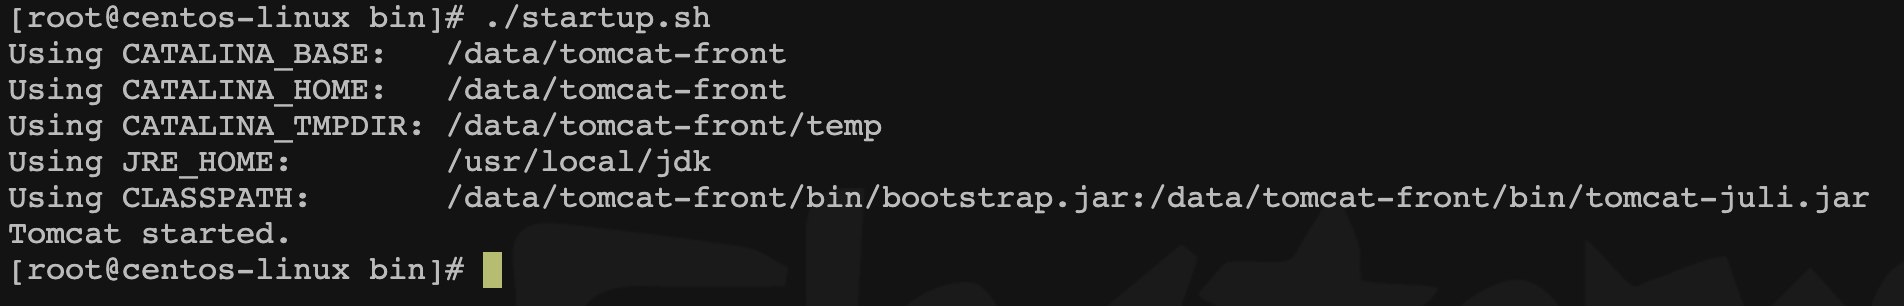 [root@centos-linux bin]# ./startup.sh
Using CATALINA_BASE:   /data/tomcat-front
Using CATALINA_HOME:   /data/tomcat-front
Using CATALINA_TMPDIR: /data/tomcat-front/temp
Using JRE_HOME:        /usr/local/jdk
Using CLASSPATH:       /data/tomcat-front/bin/bootstrap.jar:/data/tomcat-front/bin/tomcat-juli.jar
Tomcat started.
[root@centos-linux bin]#